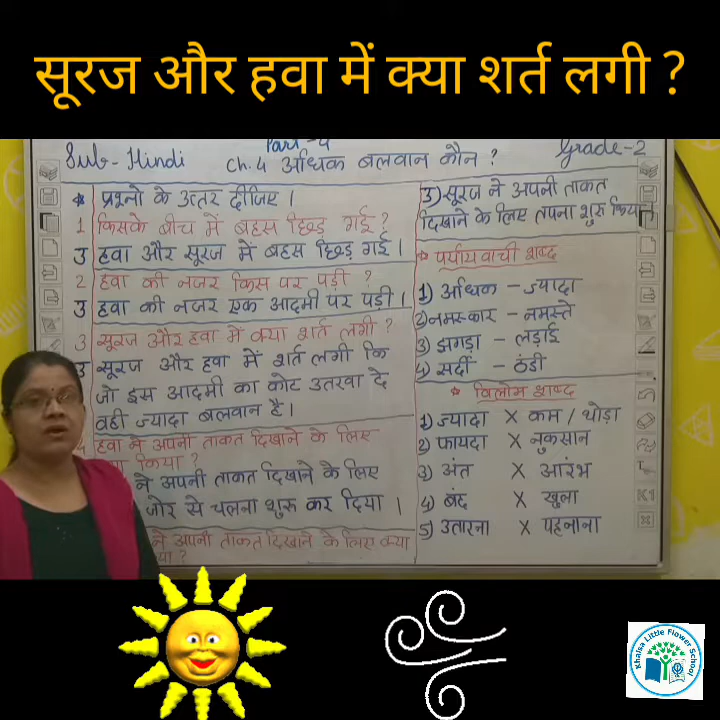 सूरज और हवा में क्या शर्त लगी ?
Part-4
Sub- Hindi
Ch.4 अधिक बलवान कौन ?
Grade-2
* प्रश्नों के उत्तर दीजिए ।
1 किसके बीच में बहस छिड़ गई ?
उ हवा और सूरज में बहस छिड़ गई ।
2 हवा की नजर किस पर पड़ी ?
उ हवा की नजर एक आदमी पर पड़ी ।
3 सूरज और हवा में क्या शर्त लगी ?
उ सूरज और हवा में शर्त लगी कि
जो इस आदमी का कोट उतरवा दे
वही ज्यादा बलवान है ।
हवा ने अपनी ताकत दिखाने के लिए
किया ?
ने अपनी ताकत दिखाने के लिए
जोर से चलना शुरू कर दिया ।
ने अपनी ताकत दिखाने के लिए क्या
उ) सूरज ने अपनी ताकत
दिखाने के लिए तपना शुरू किया ।
* पर्यायवाची शब्द
1) अधिक – ज्यादा
2) नमस्कार – नमस्ते
3) झगड़ा – लड़ाई
4) सर्दी – ठंडी
* विलोम शब्द
1) ज्यादा X कम / थोड़ा
2) फायदा X नुकसान
3) अंत X आरंभ
4) बंद X खुला
5) उतारना X पहनाना
K1
Khalsa Little Flower School